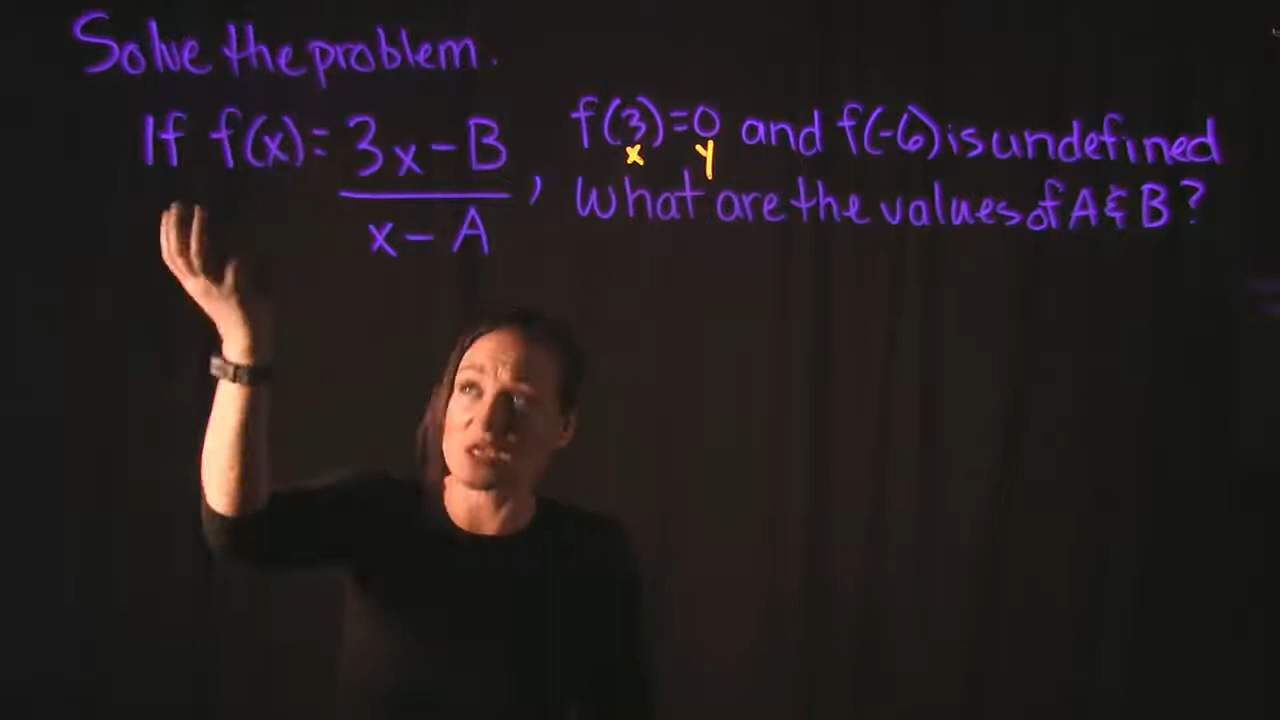 Solve the problem.
If f(x) = 3x - B f(3) = 0 and f(-6) is undefined
x y
x - A , What are the values of A & B ?